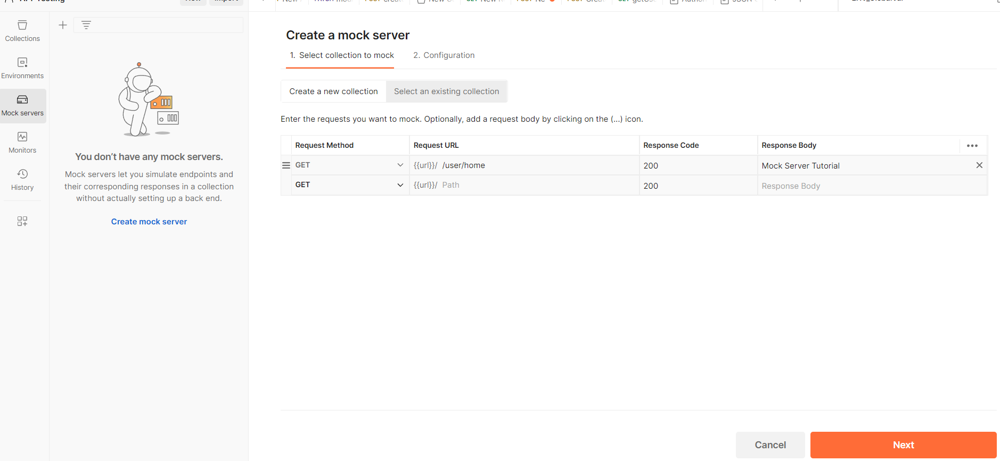 Collections
Environments
Mock servers
Monitors
History
You don't have any mock servers.
Mock servers let you simulate endpoints and
their corresponding responses in a collection
without actually setting up a back end.
Create mock server
Create a mock server
1. Select collection to mock
2. Configuration
Create a new collection
Select an existing collection
Enter the requests you want to mock. Optionally, add a request body by clicking on the (...) icon.
Request Method Request URL Response Code Response Body
GET {{url}}/ /user/home 200 Mock Server Tutorial
GET {{url}}/ Path 200 Response Body
Cancel Next